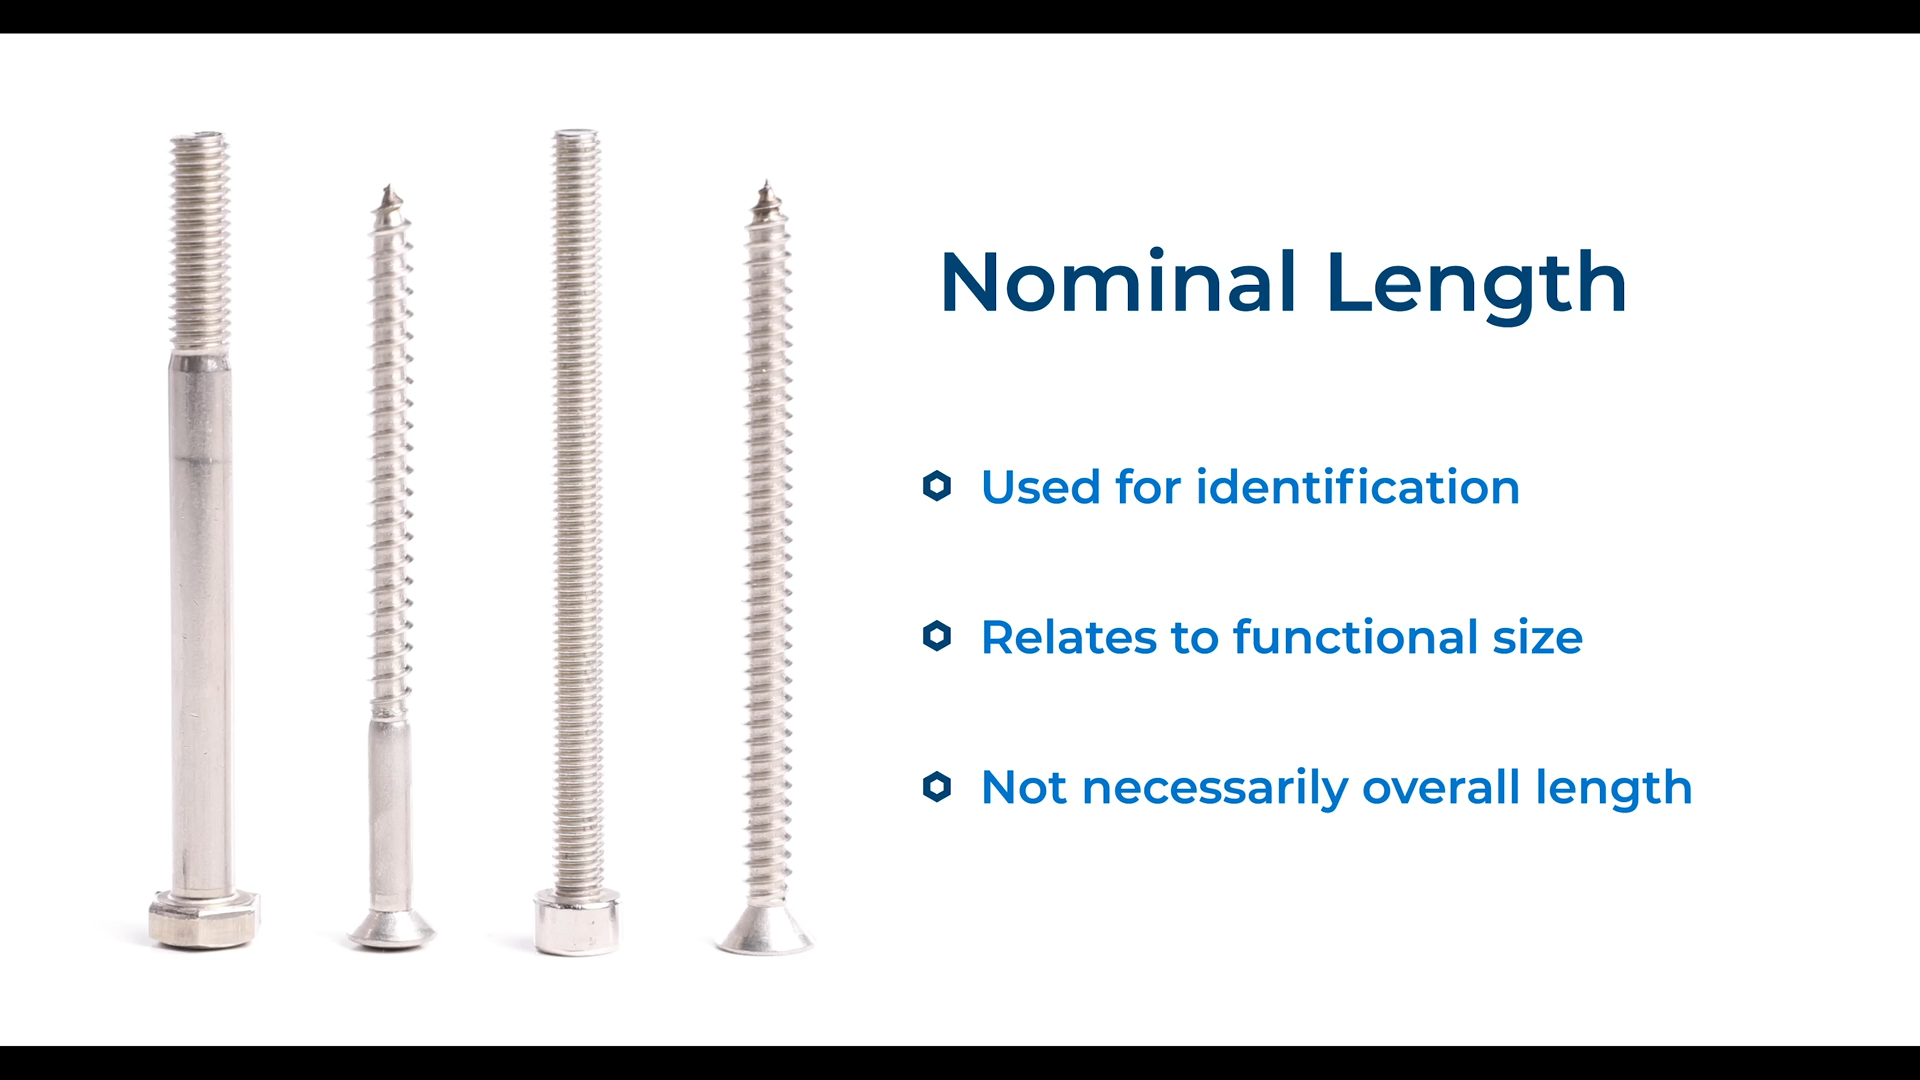 Nominal Length
Used for identification
Relates to functional size
Not necessarily overall length